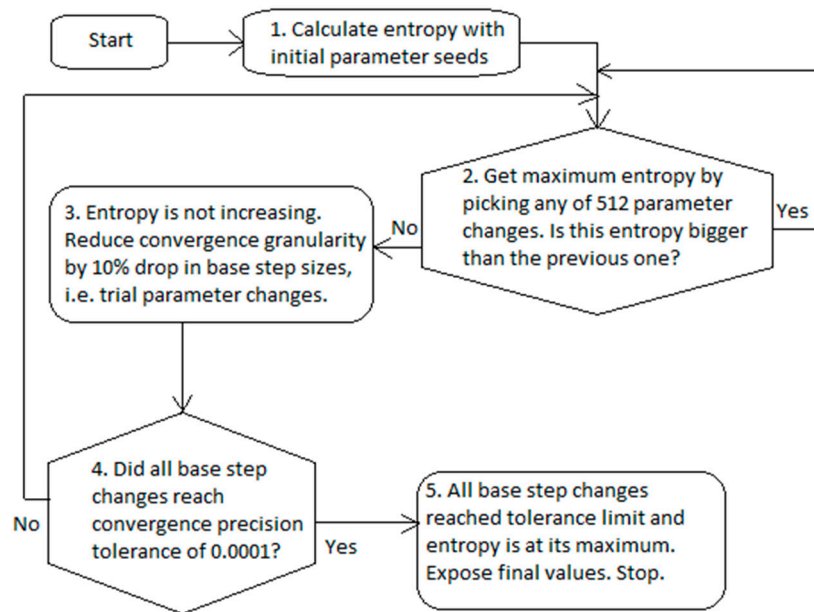 Start
1. Calculate entropy with
initial parameter seeds
2. Get maximum entropy by
picking any of 512 parameter
changes. Is this entropy bigger
than the previous one?
Yes
No
3. Entropy is not increasing.
Reduce convergence granularity
by 10% drop in base step sizes,
i.e. trial parameter changes.
4. Did all base step
changes reach
convergence precision
tolerance of 0.0001?
No
Yes
5. All base step changes
reached tolerance limit and
entropy is at its maximum.
Expose final values. Stop.